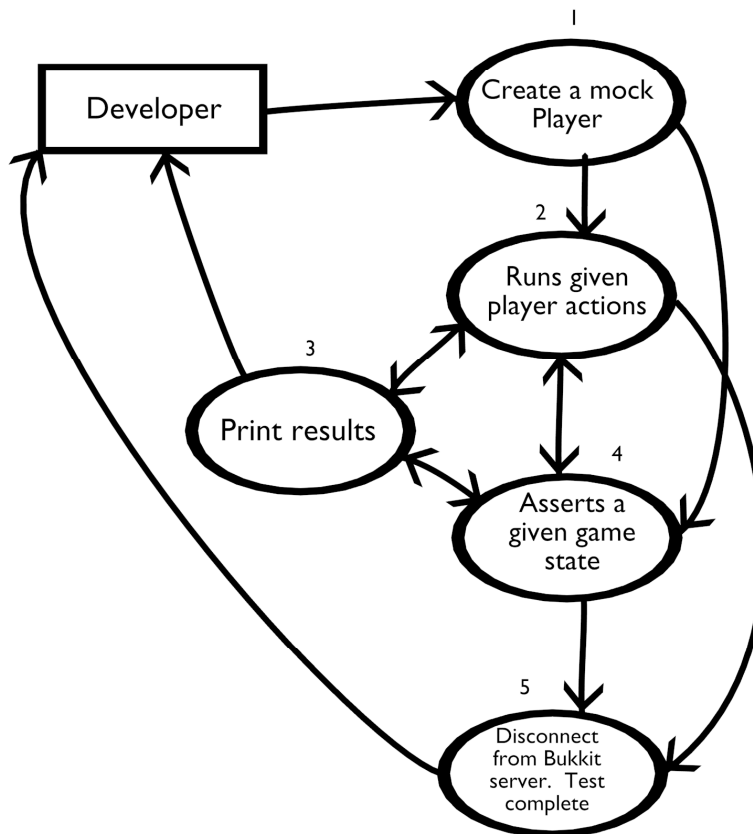 1
Developer
Create a mock
Player
2
Runs given
player actions
3
Print results
4
Asserts a
given game
state
5
Disconnect
from Bukkit
server.  Test
complete